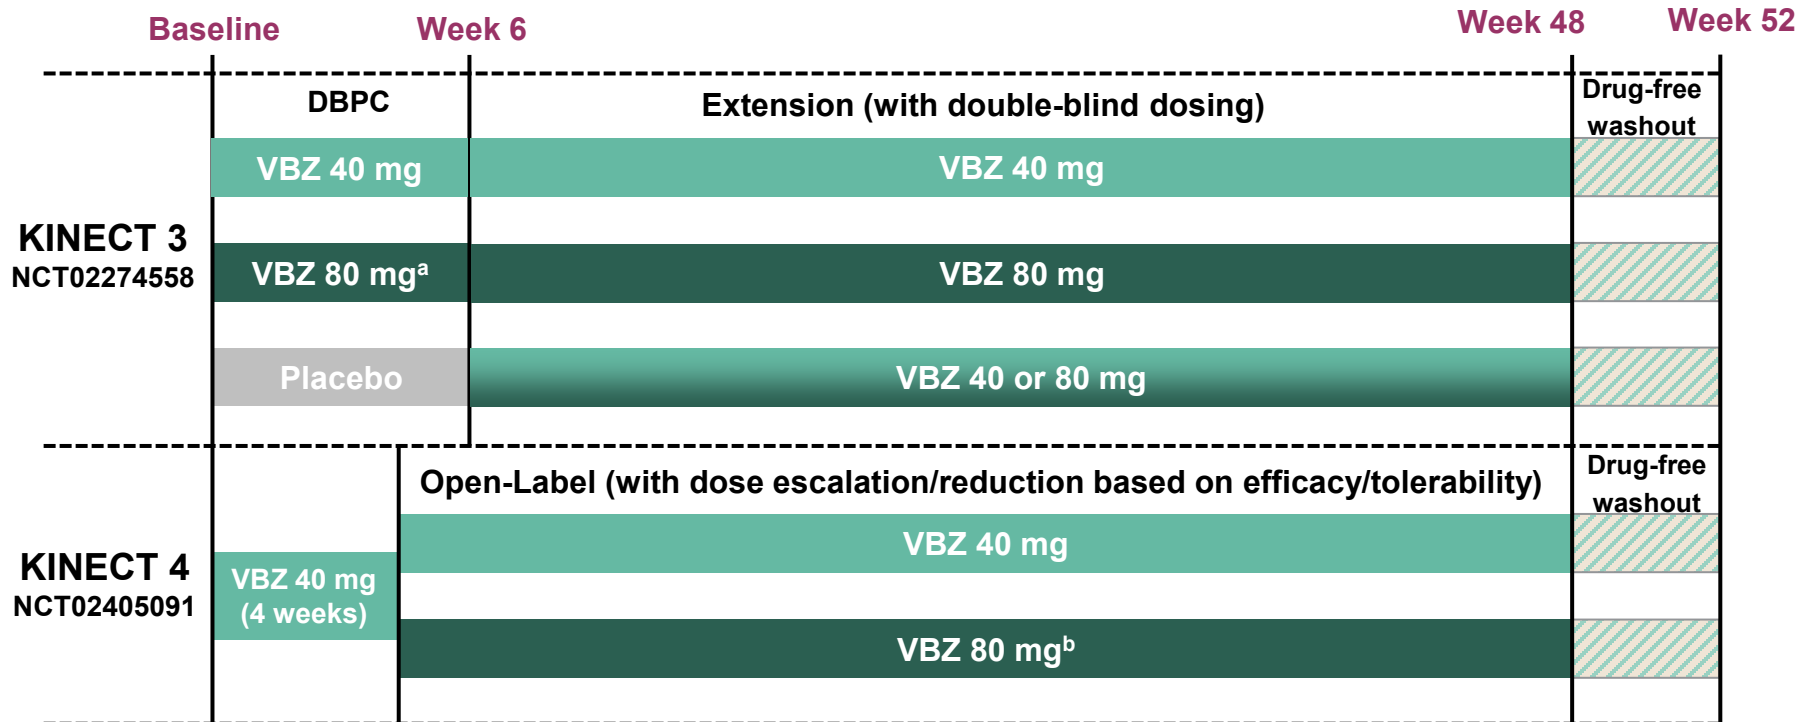 Baseline
Week 6
Week 48
Week 52
DBPC
Extension (with double-blind dosing)
Drug-free
washout
KINECT 3
NCT02274558
VBZ 40 mg
VBZ 40 mg
VBZ 80 mgᵃ
VBZ 80 mg
Placebo
VBZ 40 or 80 mg
Open-Label (with dose escalation/reduction based on efficacy/tolerability)
Drug-free
washout
KINECT 4
NCT02405091
VBZ 40 mg
(4 weeks)
VBZ 40 mg
VBZ 80 mgᵇ